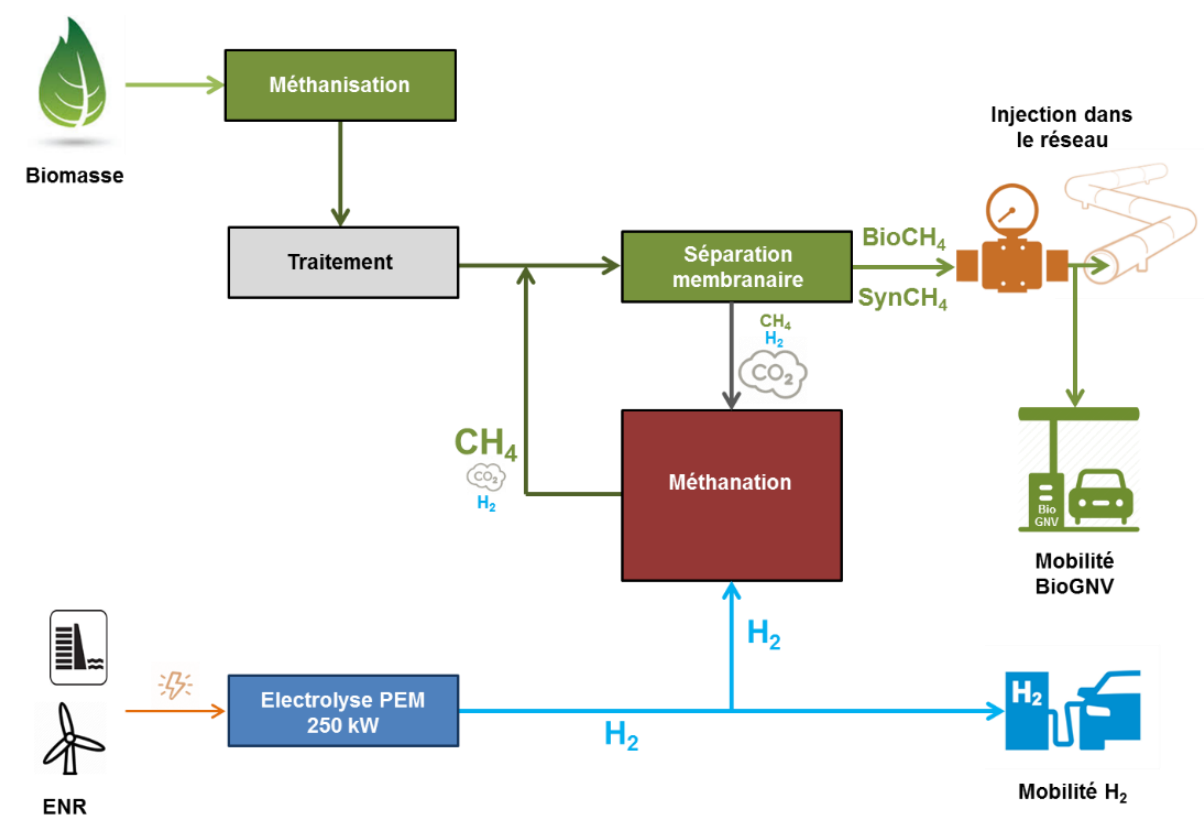 Méthanisation
Biomasse
Injection dans
le réseau
Traitement
Séparation
membranaire
BioCH₄
SynCH₄
CH₄
H₂
CO₂
CH₄
CO₂
H₂
Méthanation
Bio
GNV
Mobilité
BioGNV
H₂
Electrolyse PEM
250 kW
H₂
H₂
ENR
Mobilité H₂